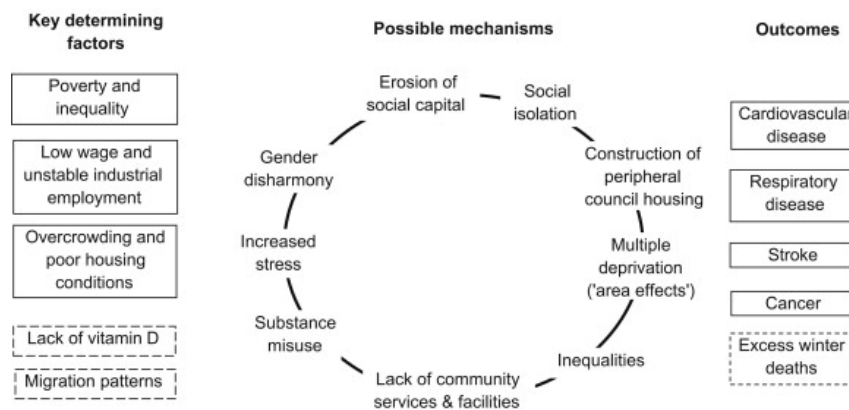 Key determining
factors
Poverty and
inequality
Low wage and
unstable industrial
employment
Overcrowding and
poor housing
conditions
Lack of vitamin D
Migration patterns
Possible mechanisms
Erosion of
social capital
Social
isolation
Construction of
peripheral
council housing
Multiple
deprivation
('area effects')
Inequalities
Lack of community
services & facilities
Substance
misuse
Increased
stress
Gender
disharmony
Outcomes
Cardiovascular
disease
Respiratory
disease
Stroke
Cancer
Excess winter
deaths